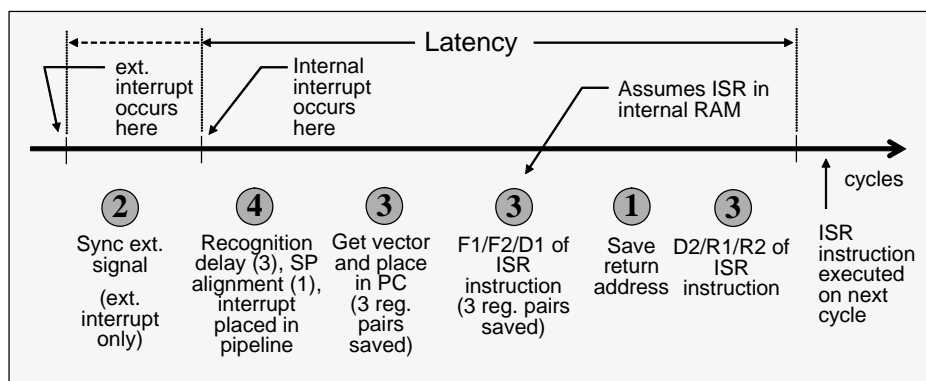 Latency
ext.
interrupt
occurs
here
Internal
interrupt
occurs
here
Assumes ISR in
internal RAM
cycles
2
Sync ext.
signal
(ext.
interrupt
only)
4
Recognition
delay (3), SP
alignment (1),
interrupt
placed in
pipeline
3
Get vector
and place
in PC
(3 reg.
pairs
saved)
3
F1/F2/D1 of
ISR
instruction
(3 reg. pairs
saved)
1
Save
return
address
3
D2/R1/R2 of
ISR
instruction
ISR
instruction
executed
on next
cycle